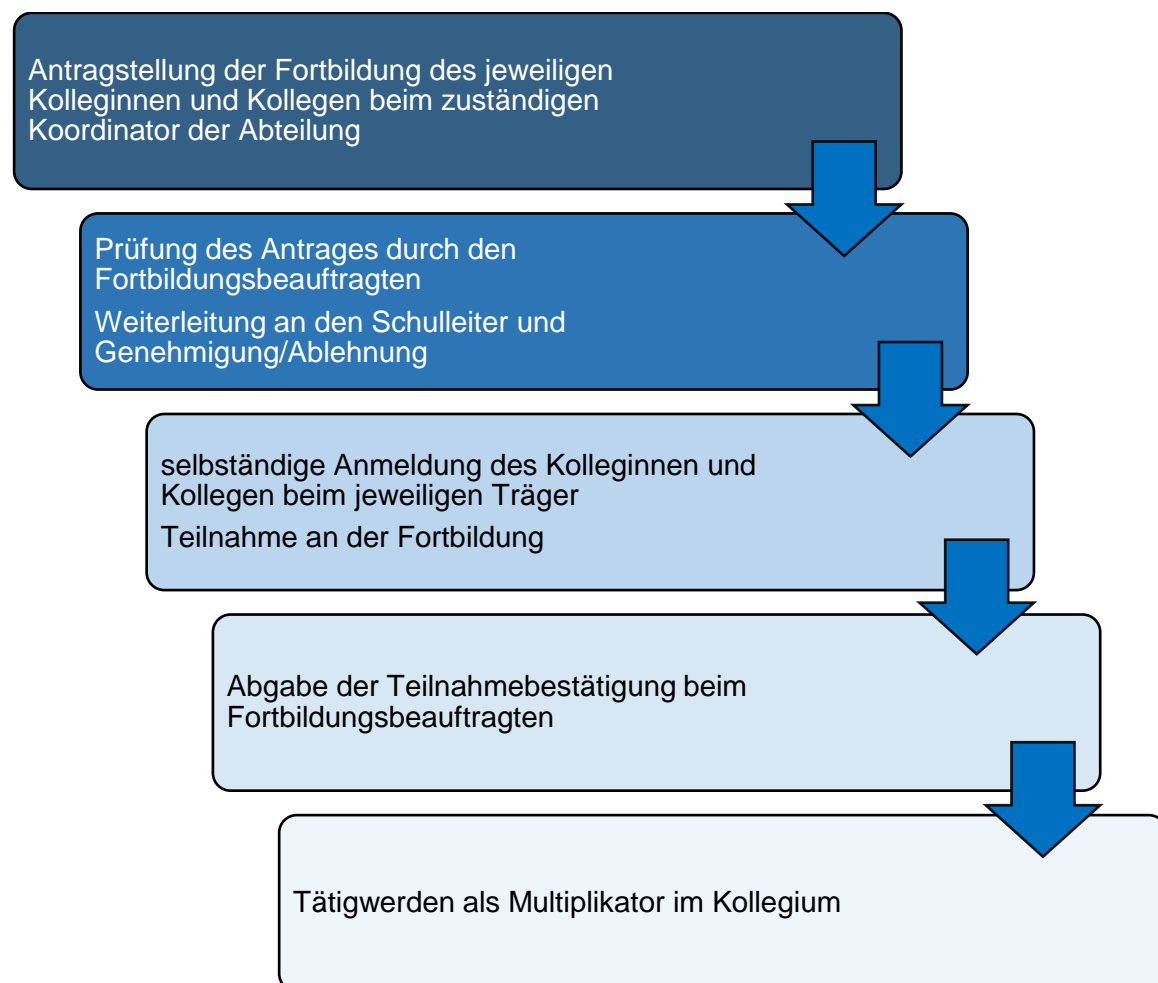 Antragstellung der Fortbildung des jeweiligen
Kolleginnen und Kollegen beim zuständigen
Koordinator der Abteilung
Prüfung des Antrages durch den
Fortbildungsbeauftragten
Weiterleitung an den Schulleiter und
Genehmigung/Ablehnung
selbständige Anmeldung des Kolleginnen und
Kollegen beim jeweiligen Träger
Teilnahme an der Fortbildung
Abgabe der Teilnahmebestätigung beim
Fortbildungsbeauftragten
Tätigwerden als Multiplikator im Kollegium